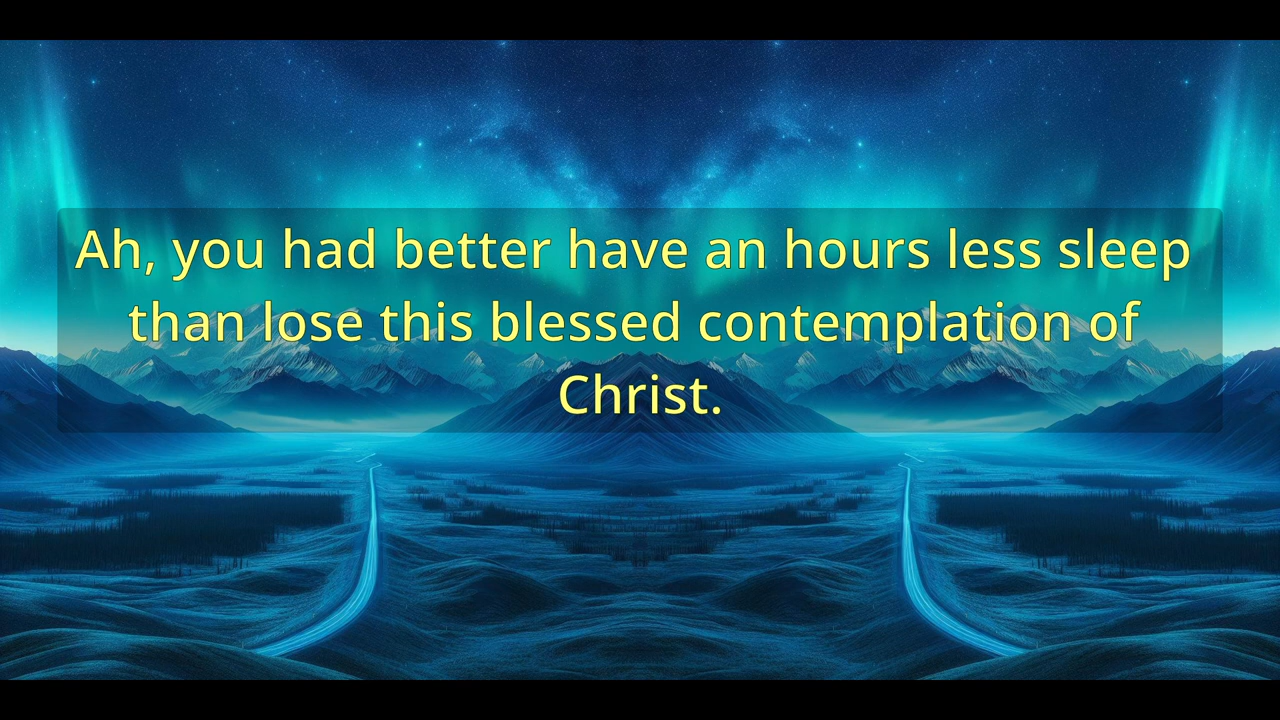 Ah, you had better have an hours less sleep
than lose this blessed contemplation of
Christ.